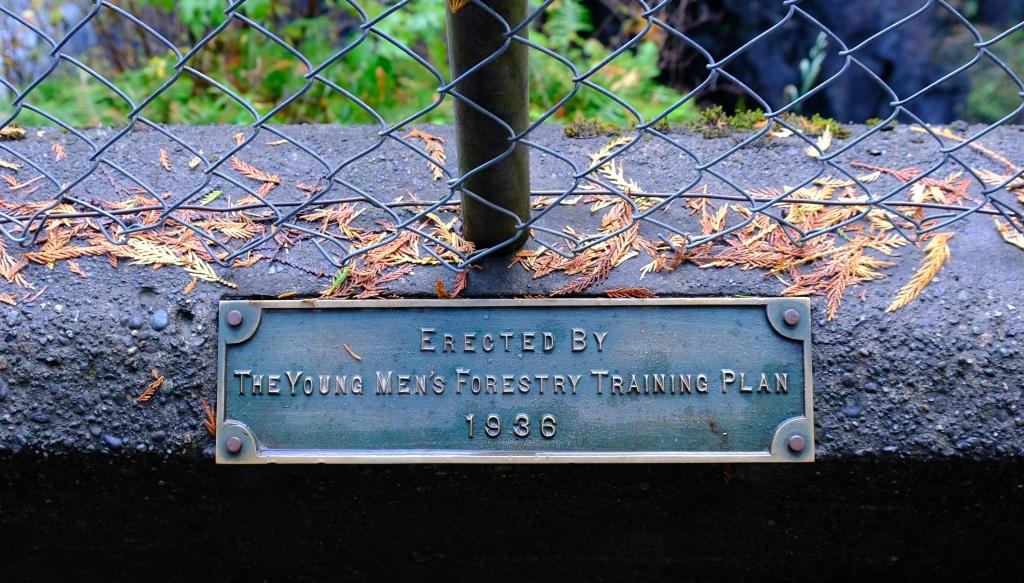 Erected By
The Young Men's Forestry Training Plan
1936